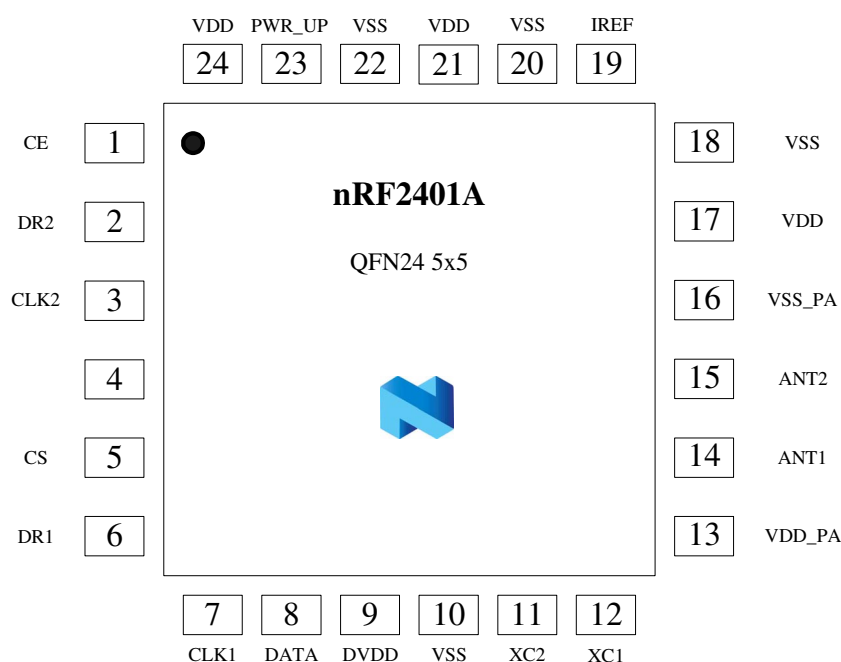 VDD PWR_UP VSS VDD VSS IREF
24 23 22 21 20 19
CE 1 18 VSS
nRF2401A
DR2 2 17 VDD
QFN24 5x5
CLK2 3 16 VSS_PA
4 15 ANT2
CS 5 14 ANT1
DR1 6 13 VDD_PA
7 8 9 10 11 12
CLK1 DATA DVDD VSS XC2 XC1